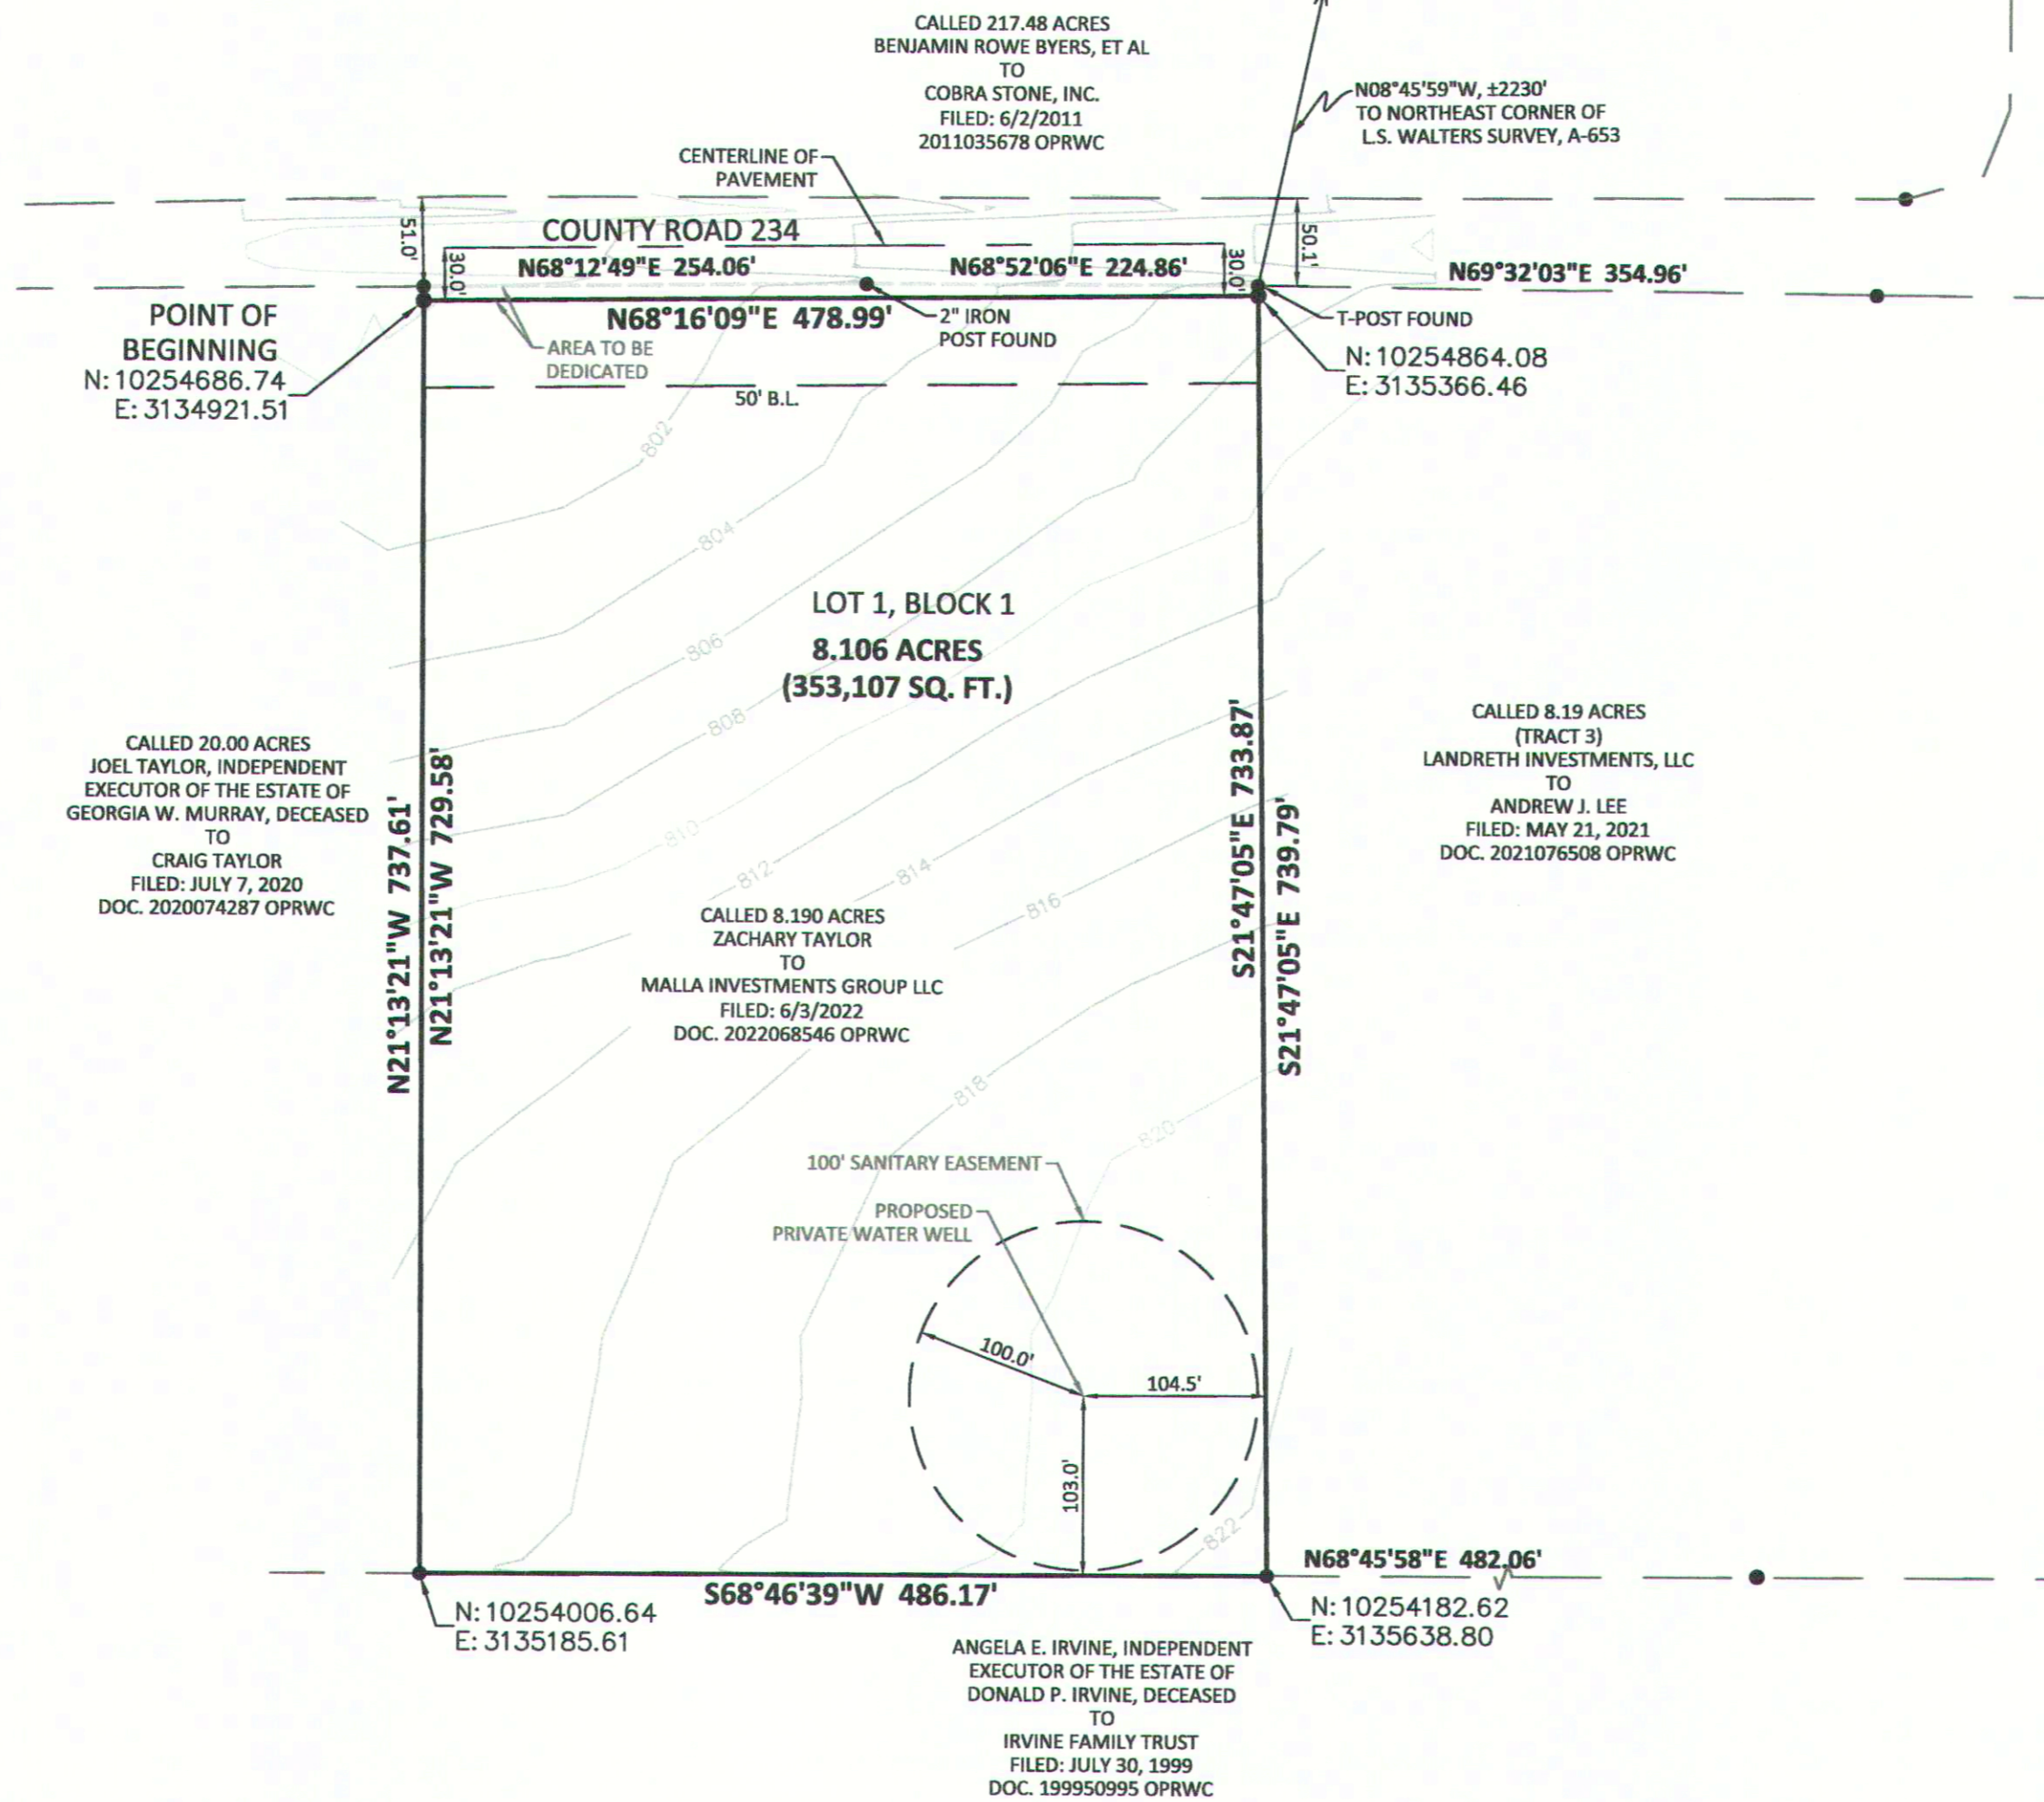 CALLED 217.48 ACRES
BENJAMIN ROWE BYERS, ET AL
TO
COBRA STONE, INC.
FILED: 6/2/2011
2011035678 OPRWC
N08°45'59"W, ±2230'
TO NORTHEAST CORNER OF
L.S. WALTERS SURVEY, A-653
CENTERLINE OF
PAVEMENT
COUNTY ROAD 234
51.0'
30.0'
N68°12'49"E 254.06'
N68°52'06"E 224.86'
30.0'
50.1'
N69°32'03"E 354.96'
POINT OF
BEGINNING
N: 10254686.74
E: 3134921.51
N68°16'09"E 478.99'
2" IRON
POST FOUND
T-POST FOUND
N: 10254864.08
E: 3135366.46
AREA TO BE
DEDICATED
50' B.L.
802
804
806
808
810
812
814
816
818
820
822
LOT 1, BLOCK 1
8.106 ACRES
(353,107 SQ. FT.)
CALLED 20.00 ACRES
JOEL TAYLOR, INDEPENDENT
EXECUTOR OF THE ESTATE OF
GEORGIA W. MURRAY, DECEASED
TO
CRAIG TAYLOR
FILED: JULY 7, 2020
DOC. 2020074287 OPRWC
N21°13'21"W 737.61'
N21°13'21"W 729.58'
S21°47'05"E 733.87'
S21°47'05"E 739.79'
CALLED 8.19 ACRES
(TRACT 3)
LANDRETH INVESTMENTS, LLC
TO
ANDREW J. LEE
FILED: MAY 21, 2021
DOC. 2021076508 OPRWC
CALLED 8.190 ACRES
ZACHARY TAYLOR
TO
MALLA INVESTMENTS GROUP LLC
FILED: 6/3/2022
DOC. 2022068546 OPRWC
100' SANITARY EASEMENT
PROPOSED
PRIVATE WATER WELL
100.0'
104.5'
103.0'
S68°46'39"W 486.17'
N68°45'58"E 482.06'
N: 10254006.64
E: 3135185.61
N: 10254182.62
E: 3135638.80
ANGELA E. IRVINE, INDEPENDENT
EXECUTOR OF THE ESTATE OF
DONALD P. IRVINE, DECEASED
TO
IRVINE FAMILY TRUST
FILED: JULY 30, 1999
DOC. 199950995 OPRWC